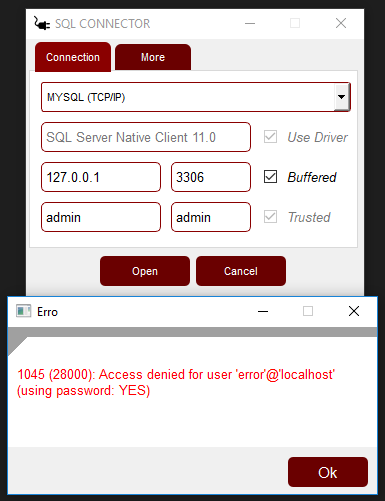 SQL CONNECTOR
Connection More
MYSQL (TCP/IP)
SQL Server Native Client 11.0 Use Driver
127.0.0.1 3306 Buffered
admin admin Trusted
Open Cancel
Erro
1045 (28000): Access denied for user 'error'@'localhost'
(using password: YES)
Ok